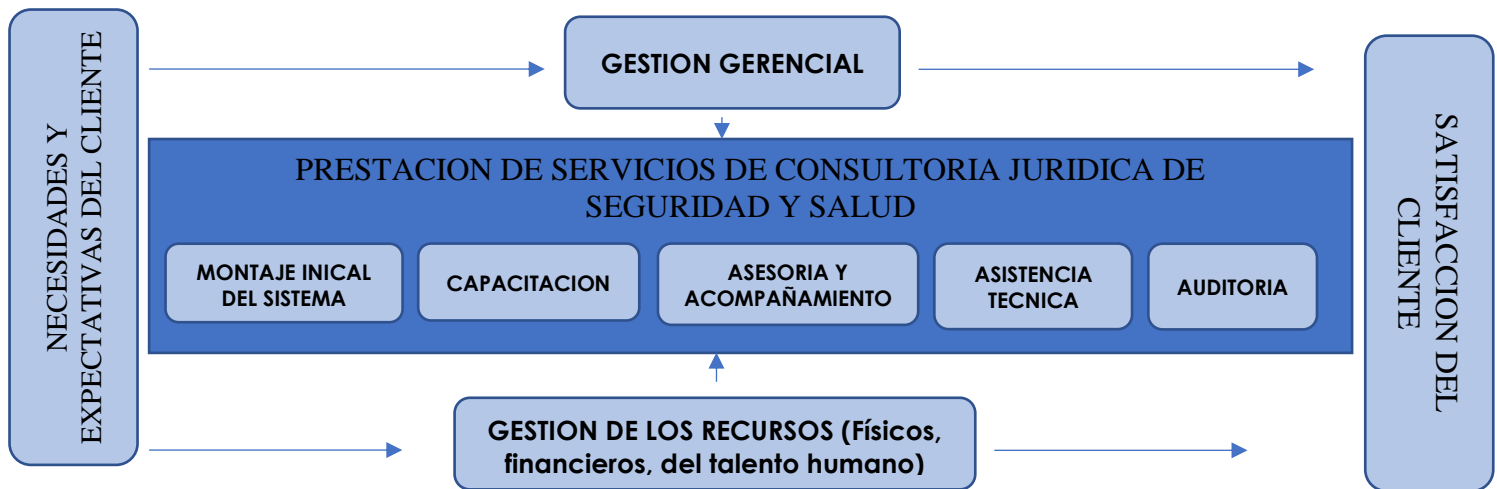 NECESIDADES Y
EXPECTATIVAS DEL CLIENTE
GESTION GERENCIAL
PRESTACION DE SERVICIOS DE CONSULTORIA JURIDICA DE
SEGURIDAD Y SALUD
MONTAJE INICAL
DEL SISTEMA
CAPACITACION
ASESORIA Y
ACOMPAÑAMIENTO
ASISTENCIA
TECNICA
AUDITORIA
GESTION DE LOS RECURSOS (Físicos,
financieros, del talento humano)
SATISFACCION DEL
CLIENTE